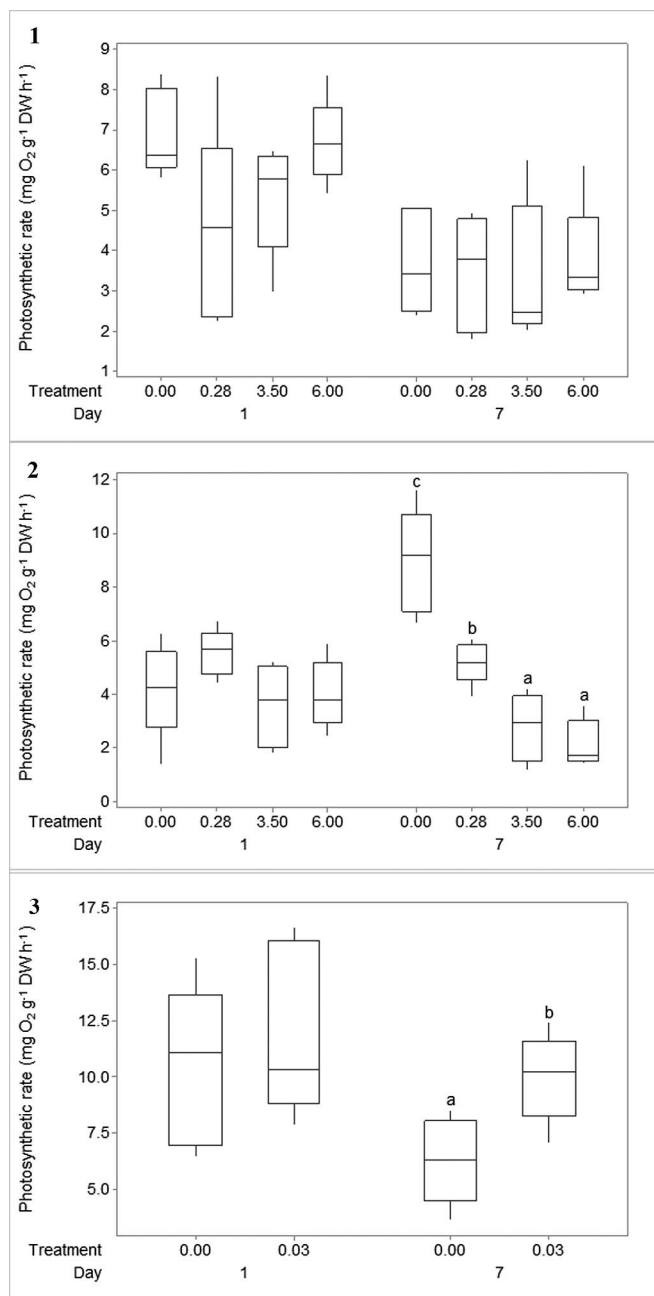 1
Photosynthetic rate (mg O₂ g⁻¹ DW h⁻¹)
9
8
7
6
5
4
3
2
1
Treatment 0.00 0.28 3.50 6.00 0.00 0.28 3.50 6.00
Day 1 7
2
Photosynthetic rate (mg O₂ g⁻¹ DW h⁻¹)
12
10
8
6
4
2
0
c
b
a a
Treatment 0.00 0.28 3.50 6.00 0.00 0.28 3.50 6.00
Day 1 7
3
Photosynthetic rate (mg O₂ g⁻¹ DW h⁻¹)
17.5
15.0
12.5
10.0
7.5
5.0
b
a
Treatment 0.00 0.03 0.00 0.03
Day 1 7